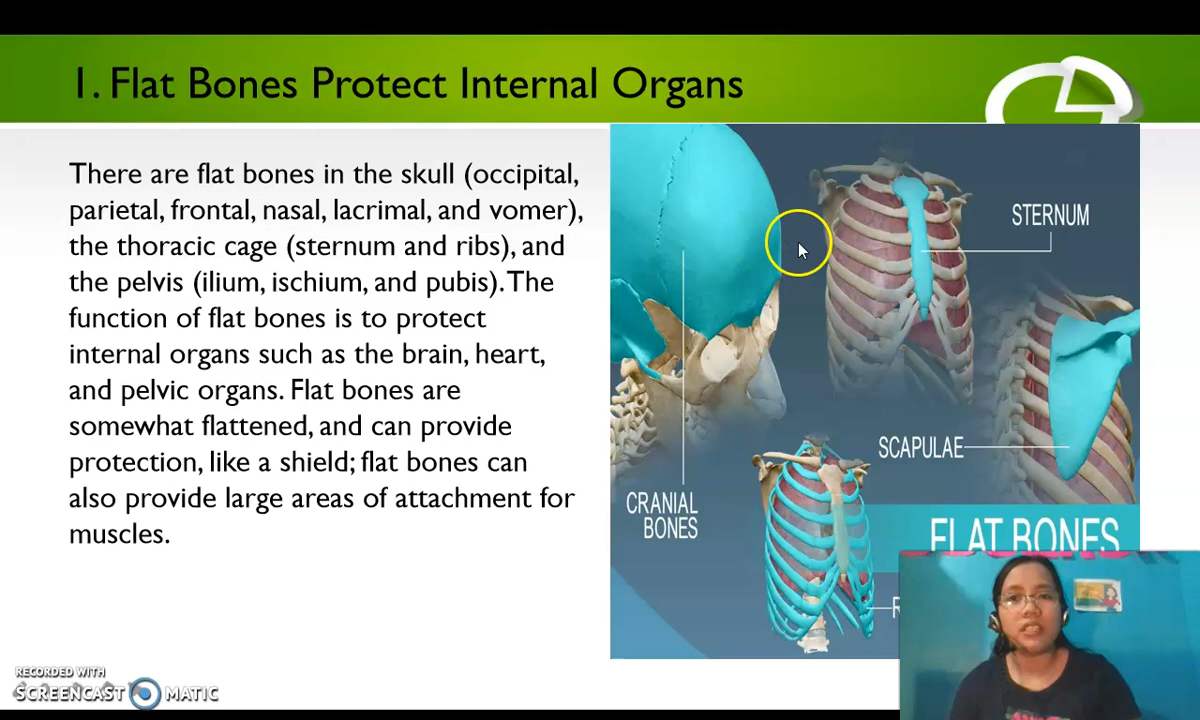 1. Flat Bones Protect Internal Organs
There are flat bones in the skull (occipital,
parietal, frontal, nasal, lacrimal, and vomer),
the thoracic cage (sternum and ribs), and
the pelvis (ilium, ischium, and pubis). The
function of flat bones is to protect
internal organs such as the brain, heart,
and pelvic organs. Flat bones are
somewhat flattened, and can provide
protection, like a shield; flat bones can
also provide large areas of attachment for
muscles.
STERNUM
SCAPULAE
CRANIAL
BONES
FLAT BONES
RECORDED WITH
SCREENCAST MATIC